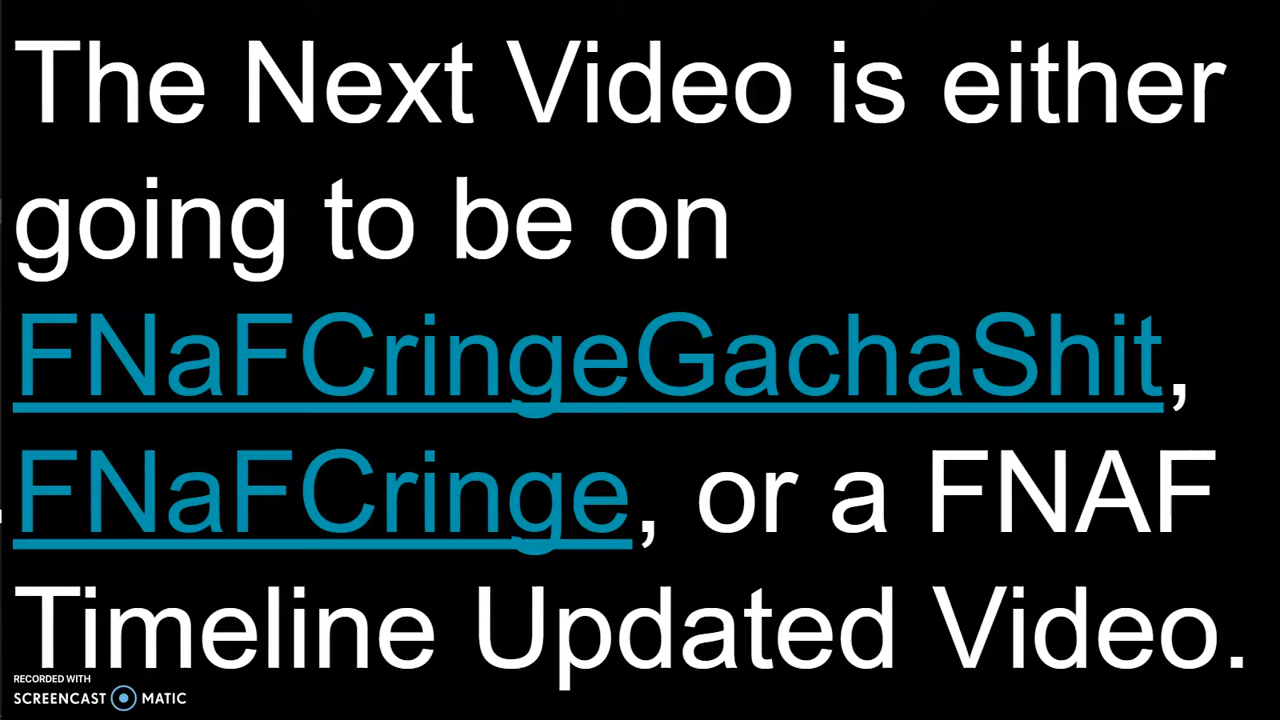 The Next Video is either
going to be on
FNaFCringeGachaShit,
FNaFCringe, or a FNAF
Timeline Updated Video.
RECORDED WITH
SCREENCAST MATIC